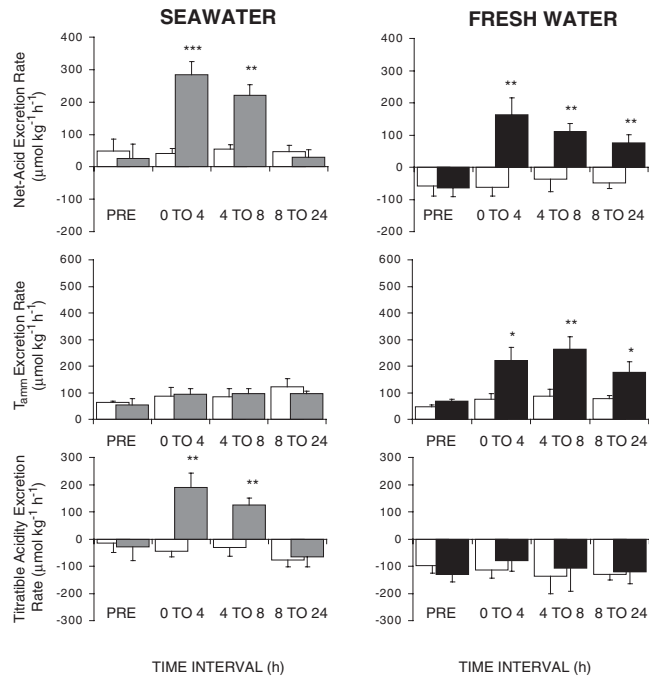 SEAWATER
FRESH WATER
Net-Acid Excretion Rate
(μmol kg⁻¹h⁻¹)
400
300
200
100
0
-100
-200
***
**
PRE
0 TO 4
4 TO 8
8 TO 24
400
300
200
100
0
-100
-200
**
**
**
PRE
0 TO 4
4 TO 8
8 TO 24
Tamm Excretion Rate
(μmol kg⁻¹h⁻¹)
600
500
400
300
200
100
0
PRE
0 TO 4
4 TO 8
8 TO 24
600
500
400
300
200
100
0
*
**
*
PRE
0 TO 4
4 TO 8
8 TO 24
Titratible Acidity Excretion
Rate (μmol kg⁻¹ h⁻¹)
300
200
100
0
-100
-200
-300
**
**
PRE
0 TO 4
4 TO 8
8 TO 24
300
200
100
0
-100
-200
-300
PRE
0 TO 4
4 TO 8
8 TO 24
TIME INTERVAL (h)
TIME INTERVAL (h)